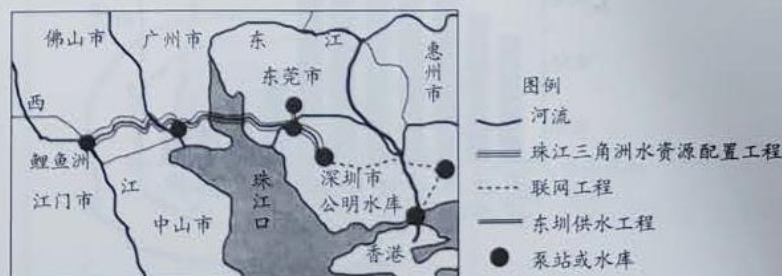 佛山市
广州市
东
江
惠州市
东莞市
西
鲤鱼洲
江门市
江
中山市
珠江口
深圳市
公明水库
香港
图例
河流
珠江三角洲水资源配置工程
联网工程
东圳供水工程
泵站或水库